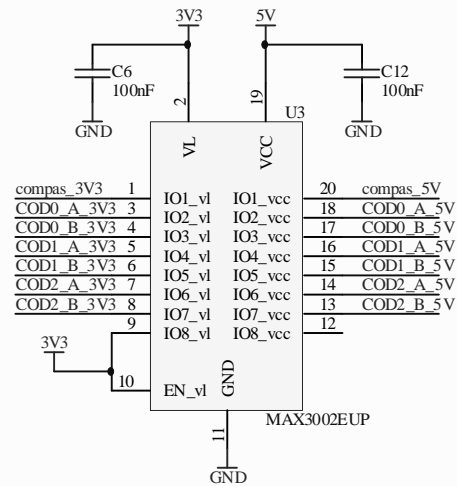 3V3 5V
C6 C12
100nF 100nF
2 19
GND GND
U3
VL VCC
compas_3V3 1 IO1_vl IO1_vcc 20 compas_5V
COD0_A_3V3 3 IO2_vl IO2_vcc 18 COD0_A_5V
COD0_B_3V3 4 IO3_vl IO3_vcc 17 COD0_B_5V
COD1_A_3V3 5 IO4_vl IO4_vcc 16 COD1_A_5V
COD1_B_3V3 6 IO5_vl IO5_vcc 15 COD1_B_5V
COD2_A_3V3 7 IO6_vl IO6_vcc 14 COD2_A_5V
COD2_B_3V3 8 IO7_vl IO7_vcc 13 COD2_B_5V
9 IO8_vl IO8_vcc 12
3V3
10 EN_vl GND
MAX3002EUP
11
GND